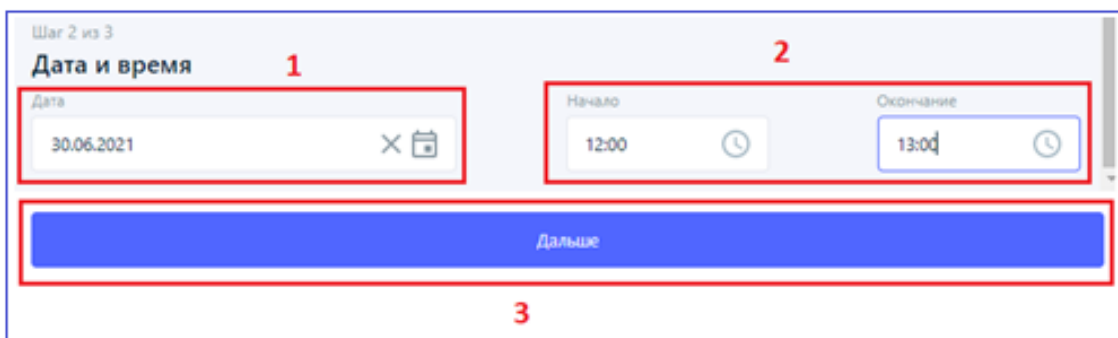 Шаг 2 из 3
Дата и время
1
2
Дата
Начало
Окончание
30.06.2021
12:00
13:00
Дальше
3